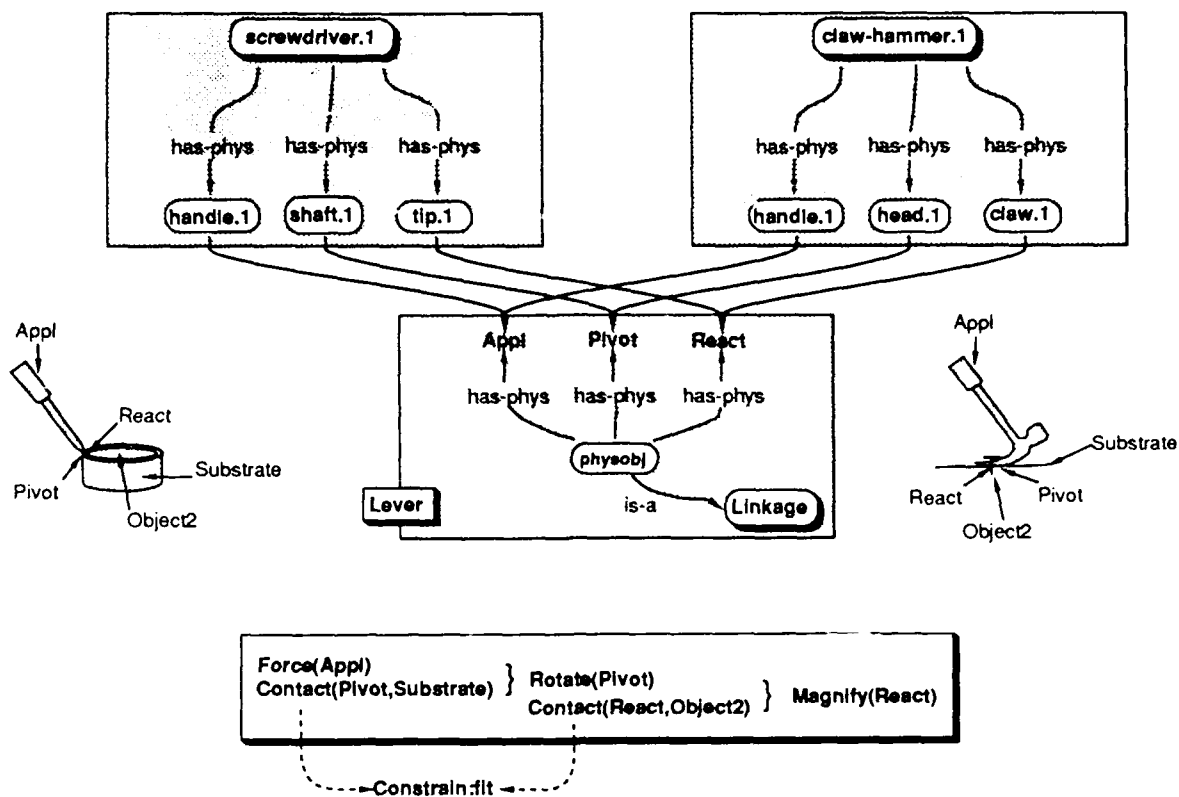 screwdriver.1
claw-hammer.1
has-phys has-phys has-phys
has-phys has-phys has-phys
handle.1 shaft.1 tip.1
handle.1 head.1 claw.1
Appl Pivot React
has-phys has-phys has-phys
physobj
is-a
Linkage
Lever
Appl
React
Substrate
Pivot
Object2
Appl
Substrate
React
Pivot
Object2
Force(Appl)
Contact(Pivot,Substrate) } Rotate(Pivot)
Contact(React,Object2) } Magnify(React)
Constrain:fit